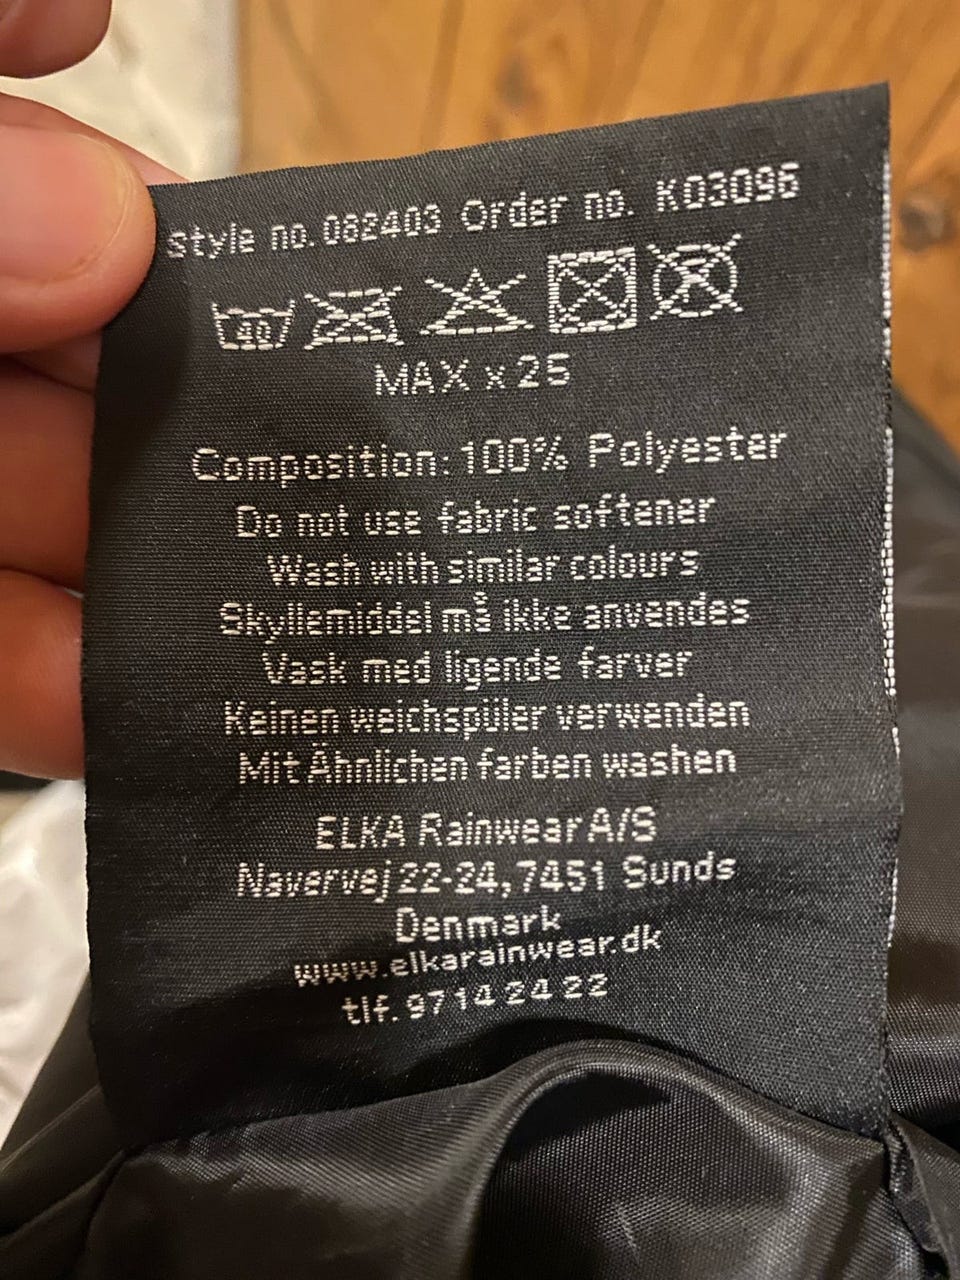 Style no. 082403 Order no. K03096
40
MAX x 25
Composition: 100% Polyester
Do not use fabric softener
Wash with similar colours
Skyllemiddel må ikke anvendes
Vask med ligende farver
Keinen weichspüler verwenden
Mit Ähnlichen farben washen
ELKA Rainwear A/S
Navervej 22-24, 7451 Sunds
Denmark
www.elkarainwear.dk
tlf. 97 14 24 22